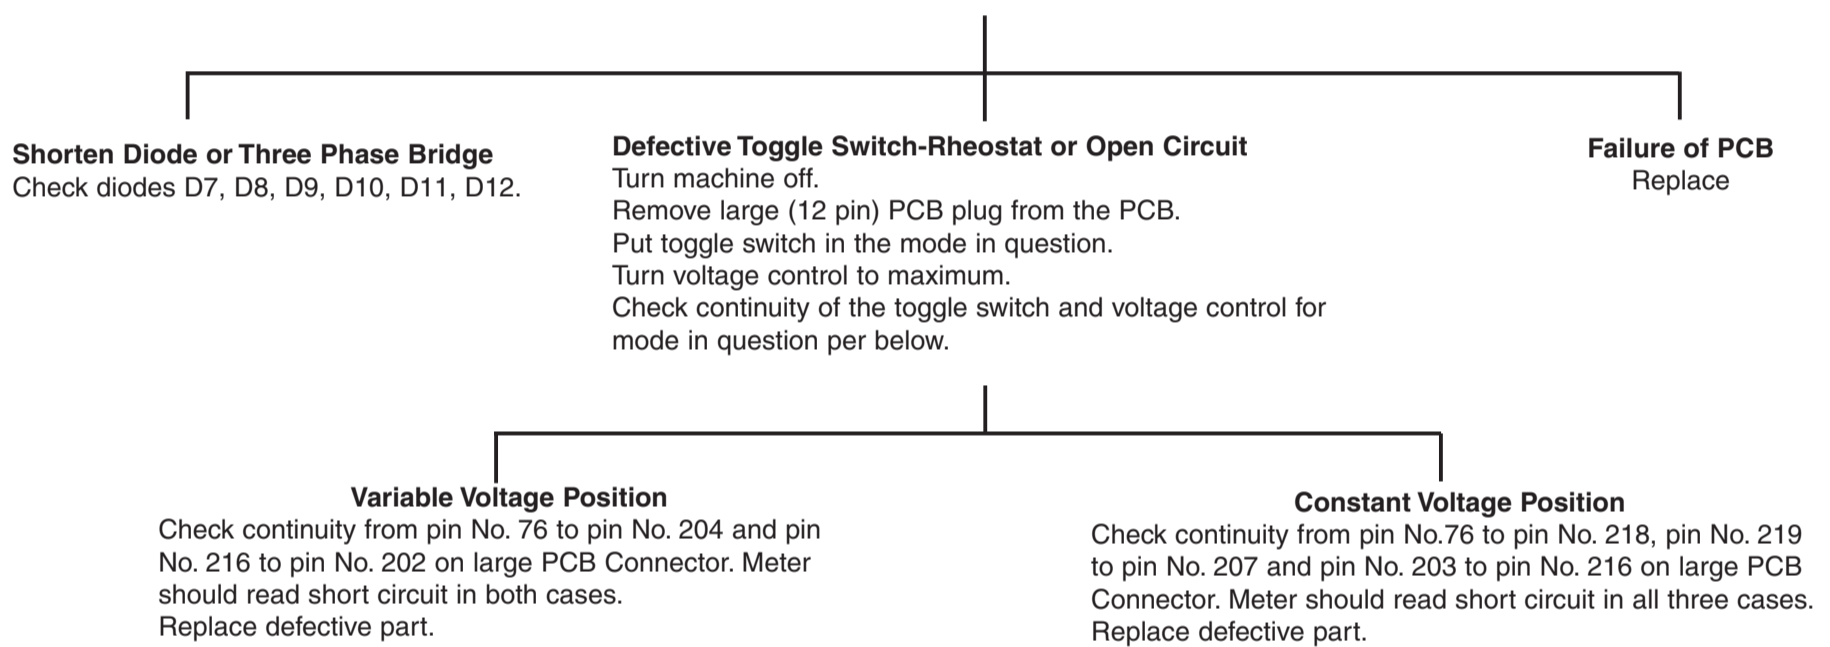 Shorten Diode or Three Phase Bridge
Check diodes D7, D8, D9, D10, D11, D12.
Defective Toggle Switch-Rheostat or Open Circuit
Turn machine off.
Remove large (12 pin) PCB plug from the PCB.
Put toggle switch in the mode in question.
Turn voltage control to maximum.
Check continuity of the toggle switch and voltage control for
mode in question per below.
Failure of PCB
Replace
Variable Voltage Position
Check continuity from pin No. 76 to pin No. 204 and pin
No. 216 to pin No. 202 on large PCB Connector. Meter
should read short circuit in both cases.
Replace defective part.
Constant Voltage Position
Check continuity from pin No.76 to pin No. 218, pin No. 219
to pin No. 207 and pin No. 203 to pin No. 216 on large PCB
Connector. Meter should read short circuit in all three cases.
Replace defective part.